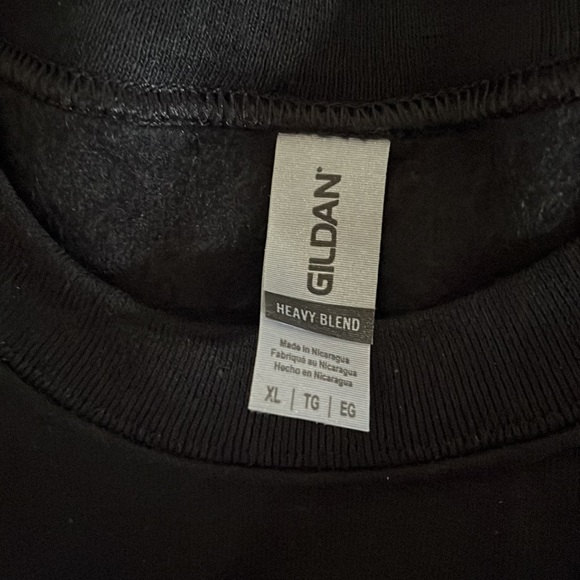 GILDAN
HEAVY BLEND
Made in Nicaragua
Fabriqué au Nicaragua
Hecho en Nicaragua
XL | TG | EG